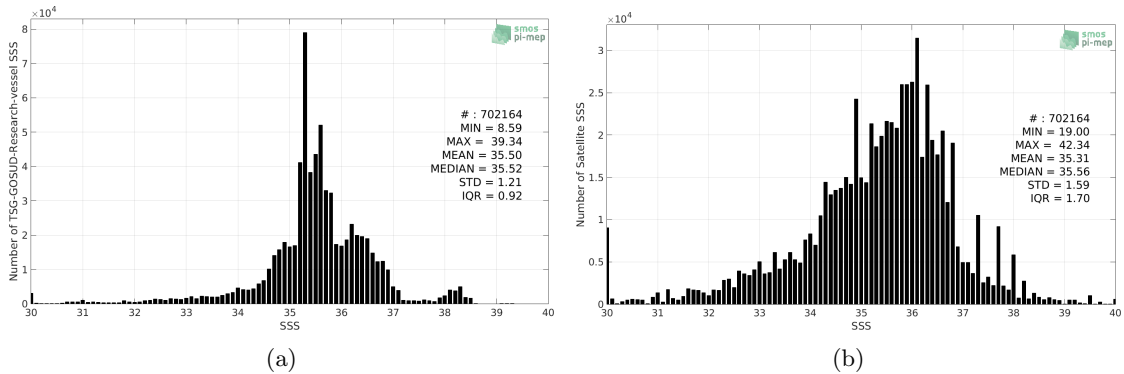 ×10⁴
8
7
6
5
4
3
2
1
0
Number of TSG-GOSUD-Research-vessel SSS
smos
pi-mep
# : 702164
MIN = 8.59
MAX = 39.34
MEAN = 35.50
MEDIAN = 35.52
STD = 1.21
IQR = 0.92
30 31 32 33 34 35 36 37 38 39 40
SSS
(a)
×10⁴
3
2.5
2
1.5
1
0.5
0
Number of Satellite SSS
smos
pi-mep
# : 702164
MIN = 19.00
MAX = 42.34
MEAN = 35.31
MEDIAN = 35.56
STD = 1.59
IQR = 1.70
30 31 32 33 34 35 36 37 38 39 40
SSS
(b)